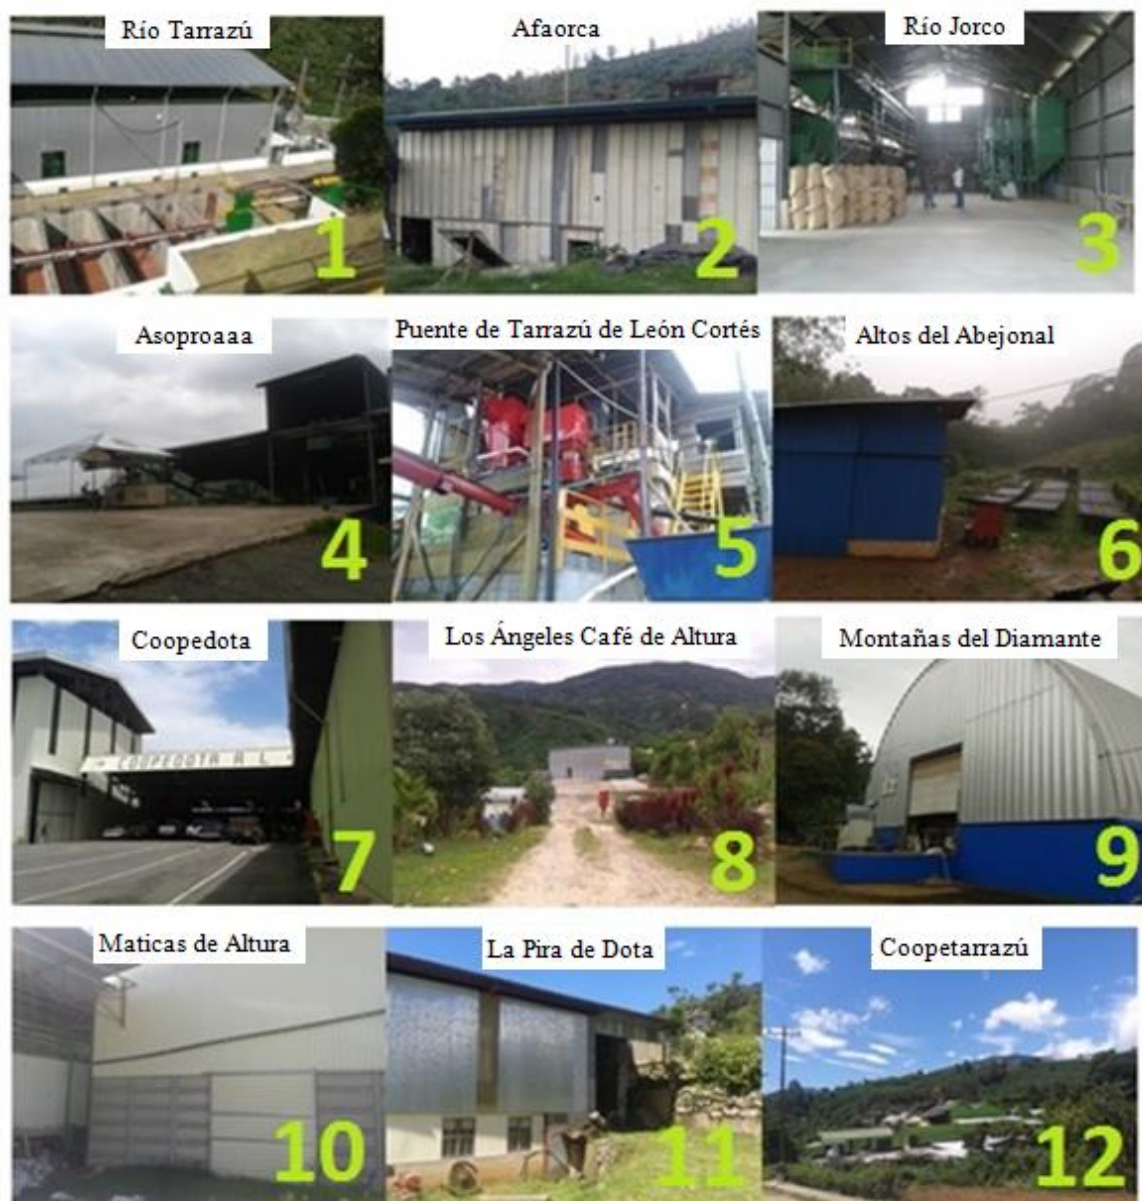 Río Tarrazú
Afaorca
Río Jorco
1
2
3
Asoproaaa
Puente de Tarrazú de León Cortés
Altos del Abejonal
4
5
6
Coopedota
Los Ángeles Café de Altura
Montañas del Diamante
COOPEDOTA R L
7
8
9
Maticas de Altura
La Pira de Dota
. Coopetarrazú
10
11
12